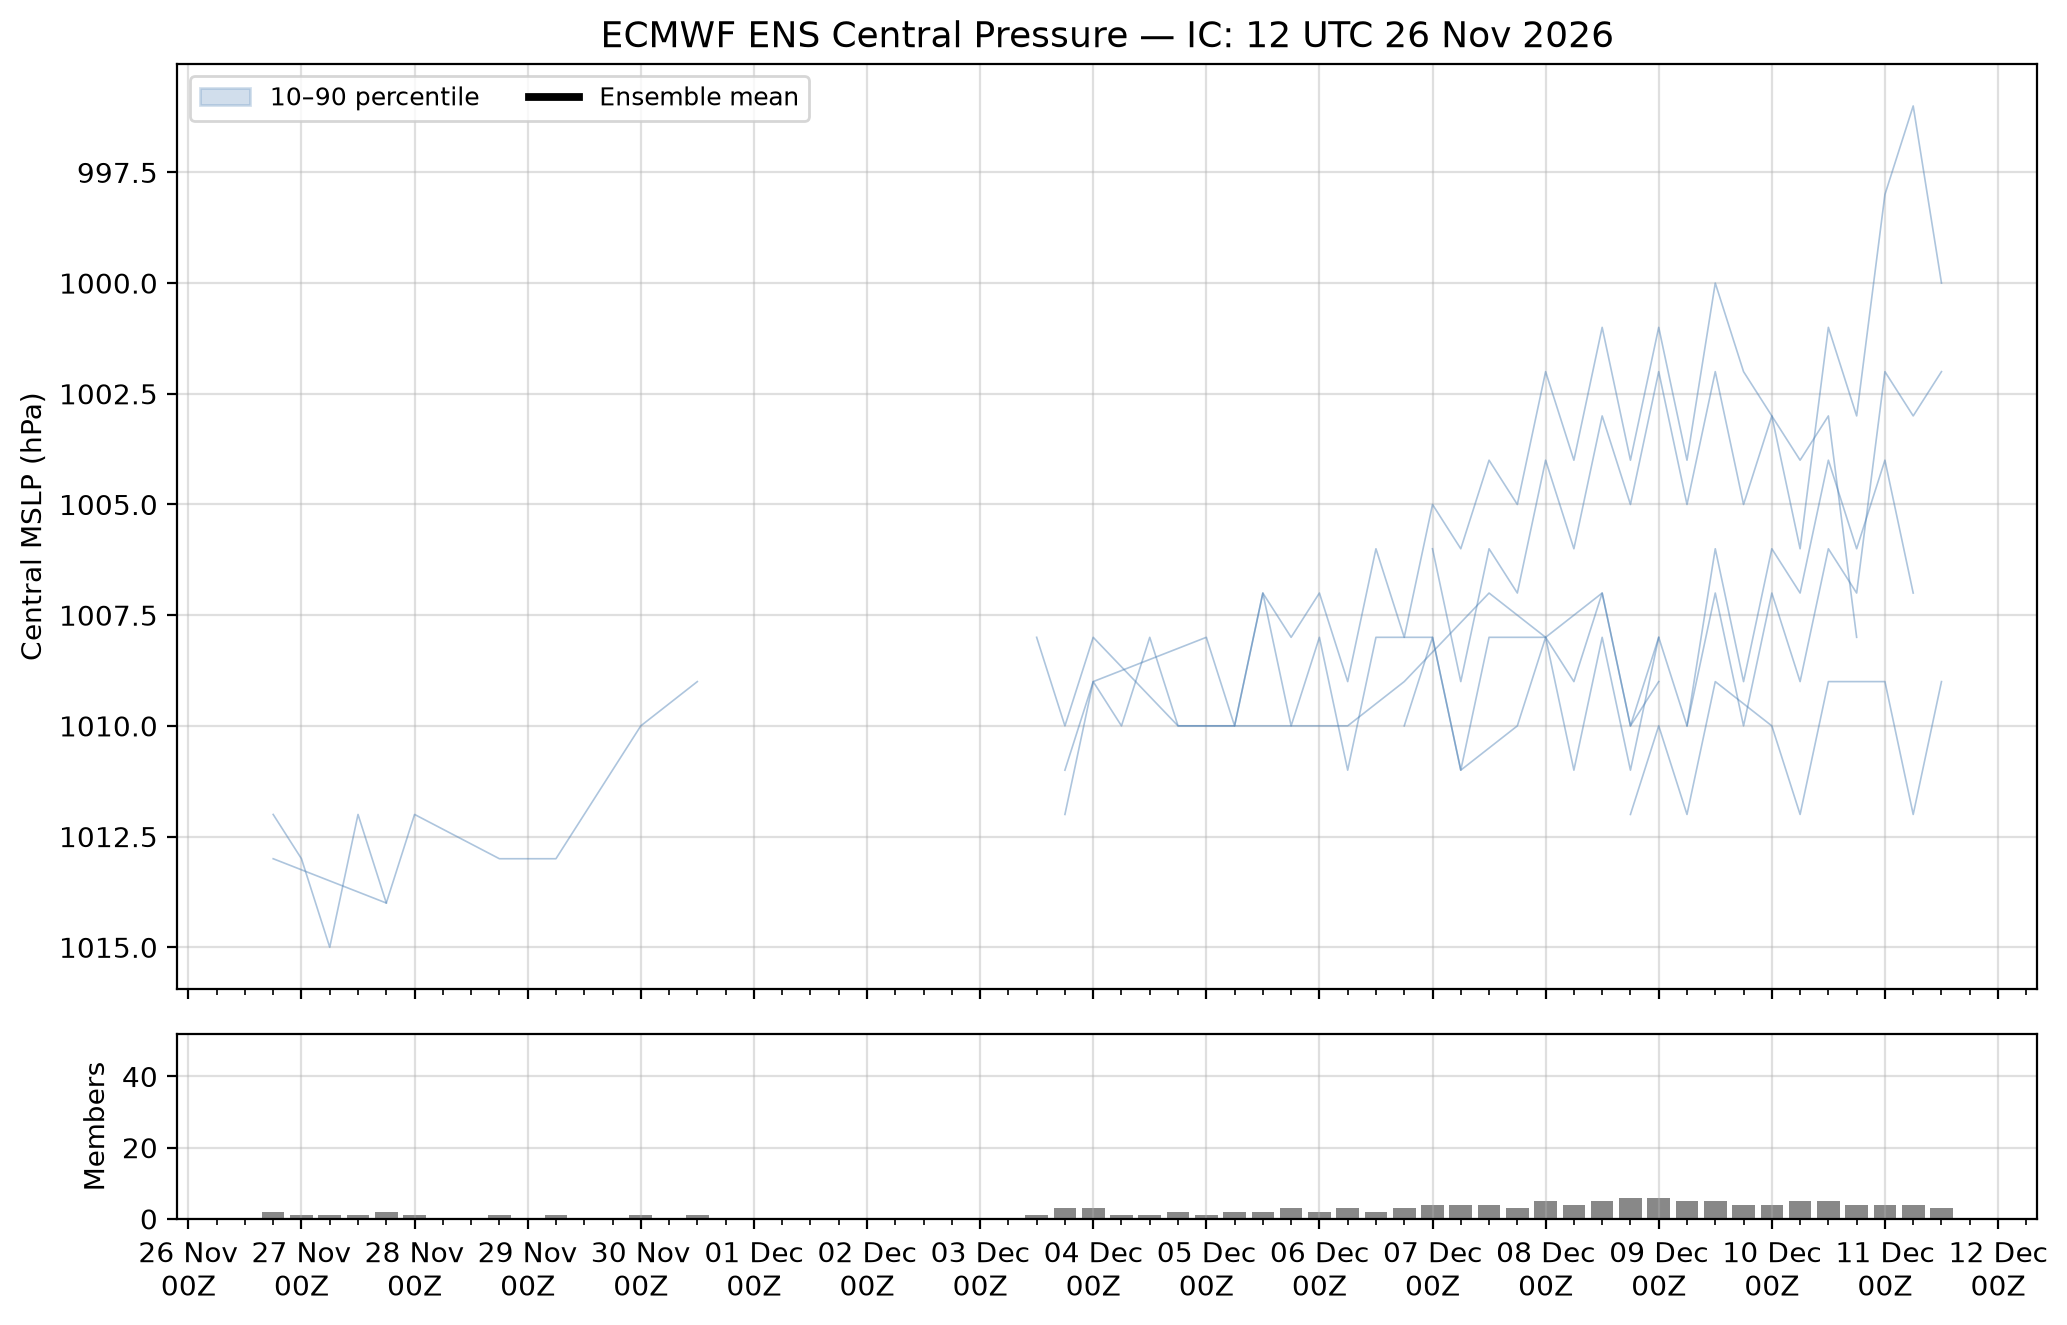 ECMWF ENS Central Pressure — IC: 12 UTC 26 Nov 2026
10–90 percentile
Ensemble mean
Central MSLP (hPa)
997.5
1000.0
1002.5
1005.0
1007.5
1010.0
1012.5
1015.0
Members
40
20
0
26 Nov 27 Nov 28 Nov 29 Nov 30 Nov 01 Dec 02 Dec 03 Dec 04 Dec 05 Dec 06 Dec 07 Dec 08 Dec 09 Dec 10 Dec 11 Dec 12 Dec
00Z 00Z 00Z 00Z 00Z 00Z 00Z 00Z 00Z 00Z 00Z 00Z 00Z 00Z 00Z 00Z 00Z